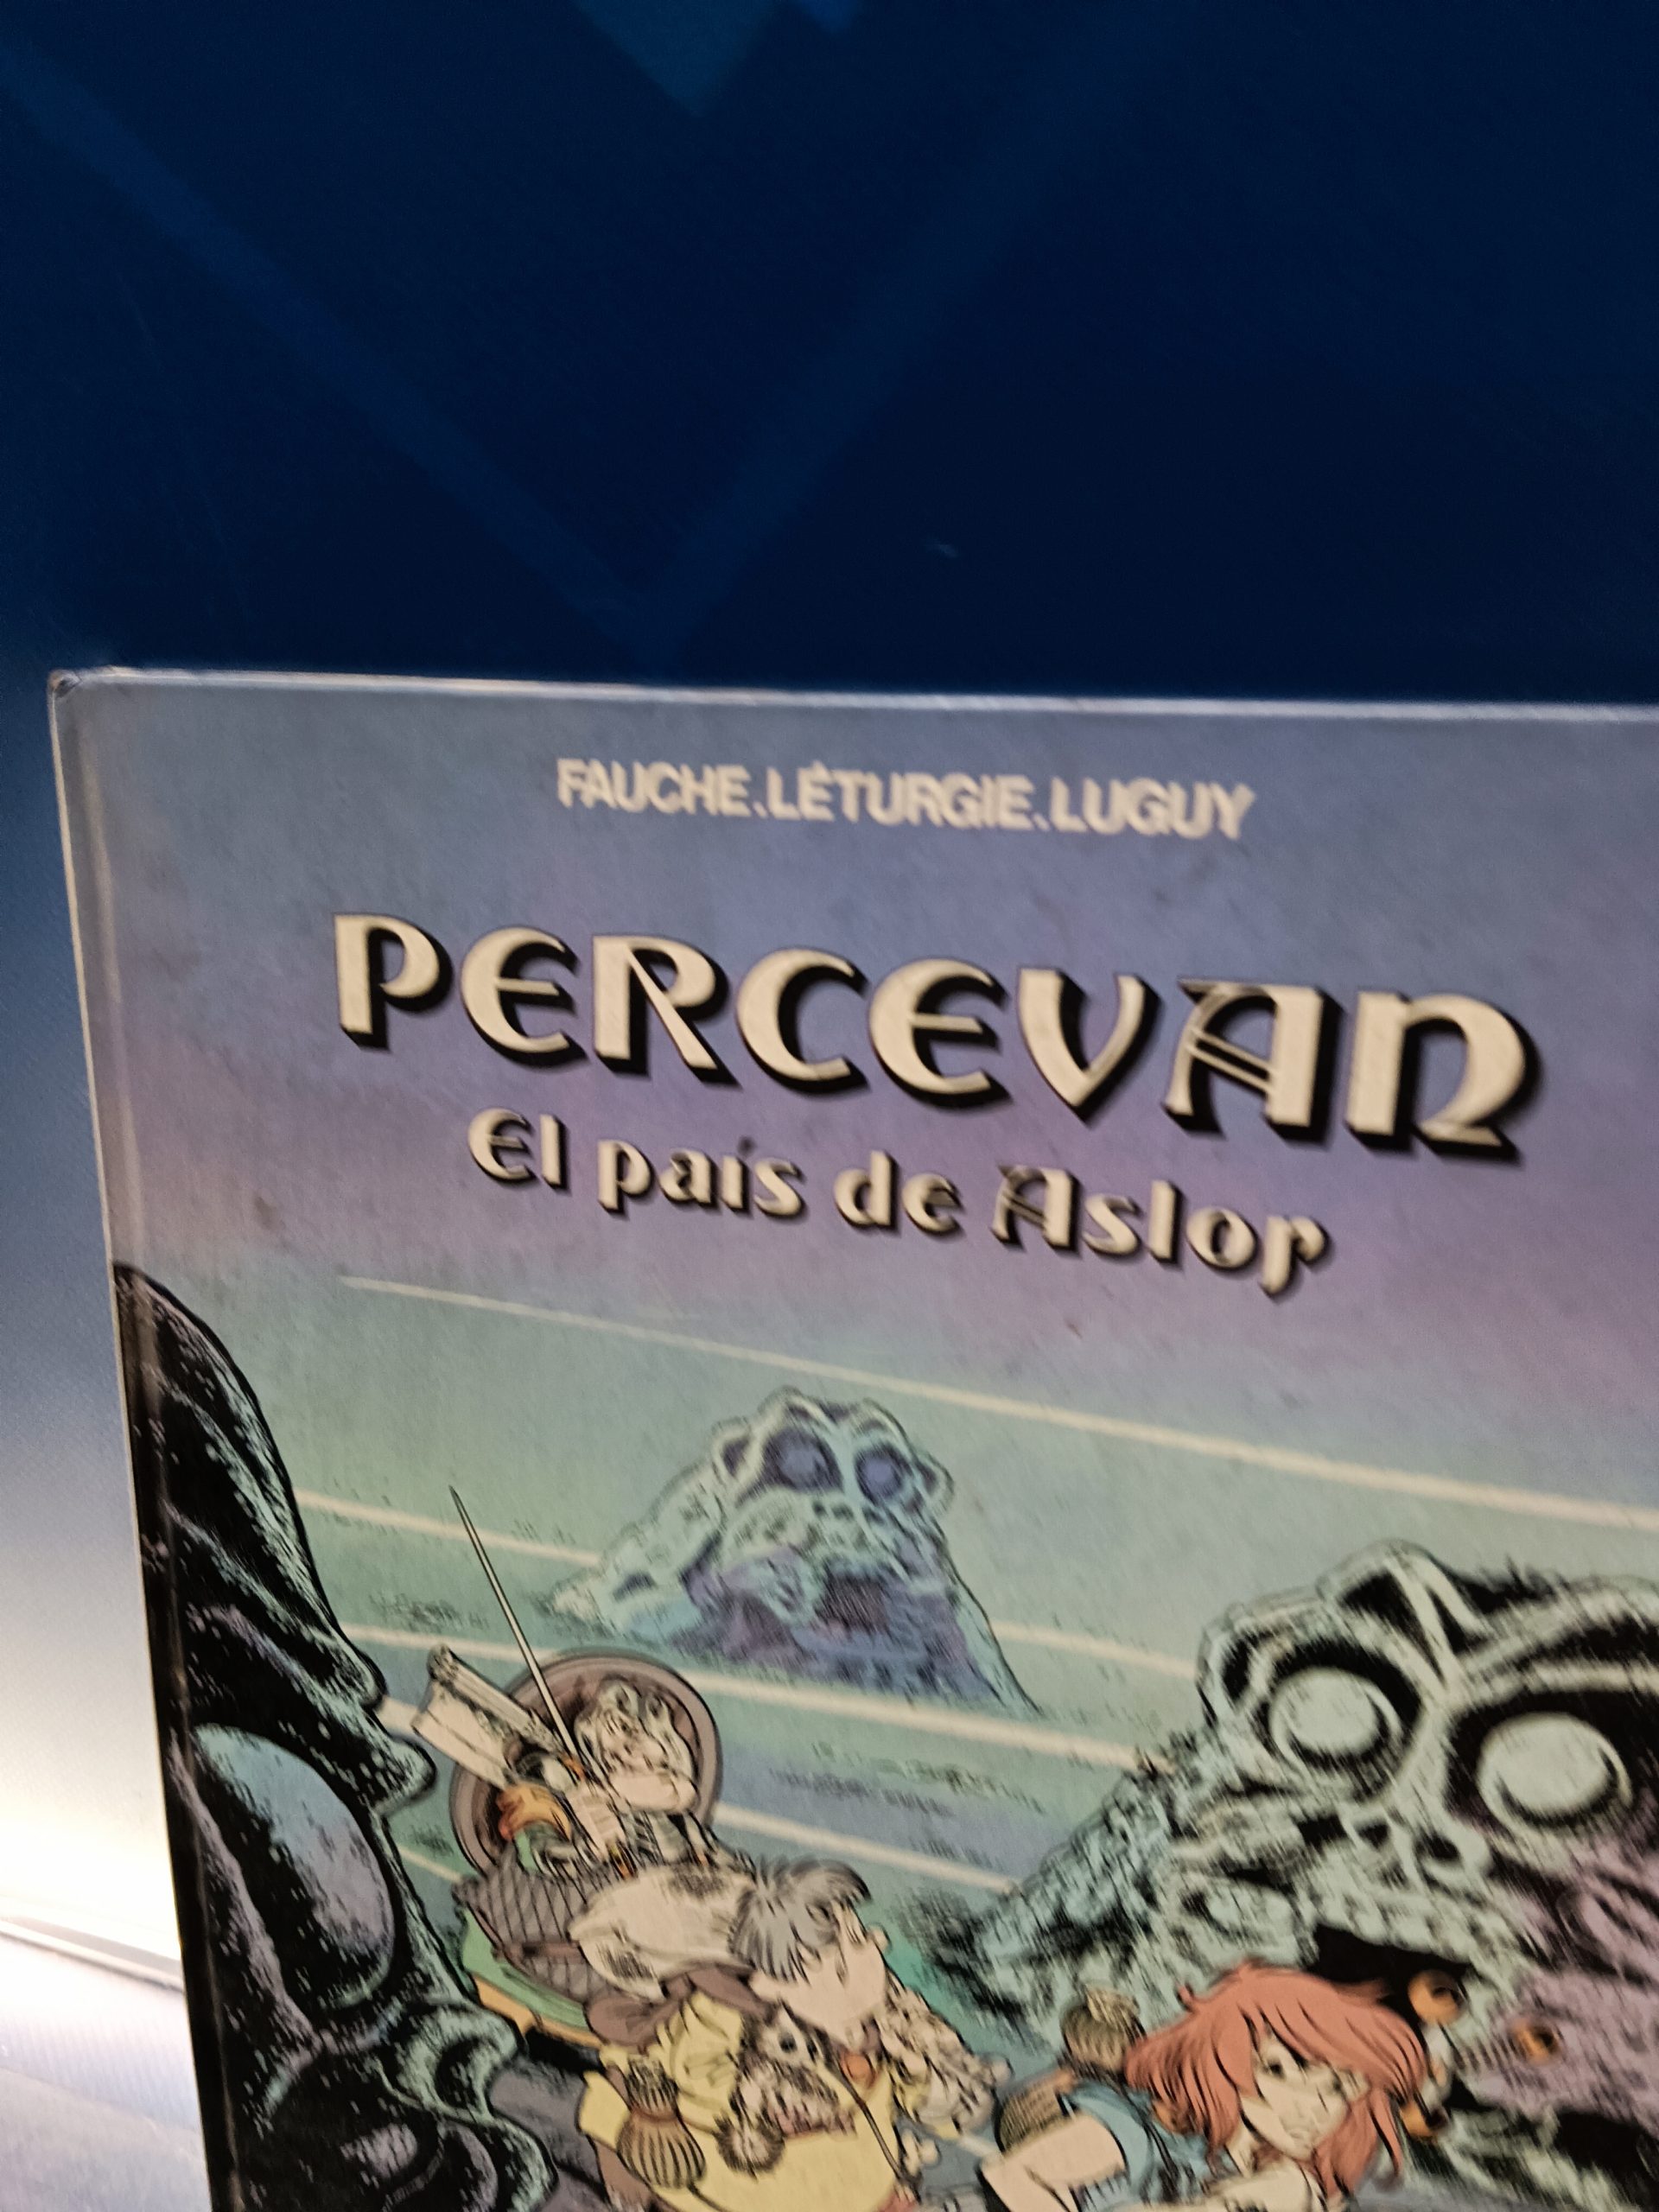 FAUCHE.LÉTURGIE.LUGUY
PERCEVAN
El país de Aslor